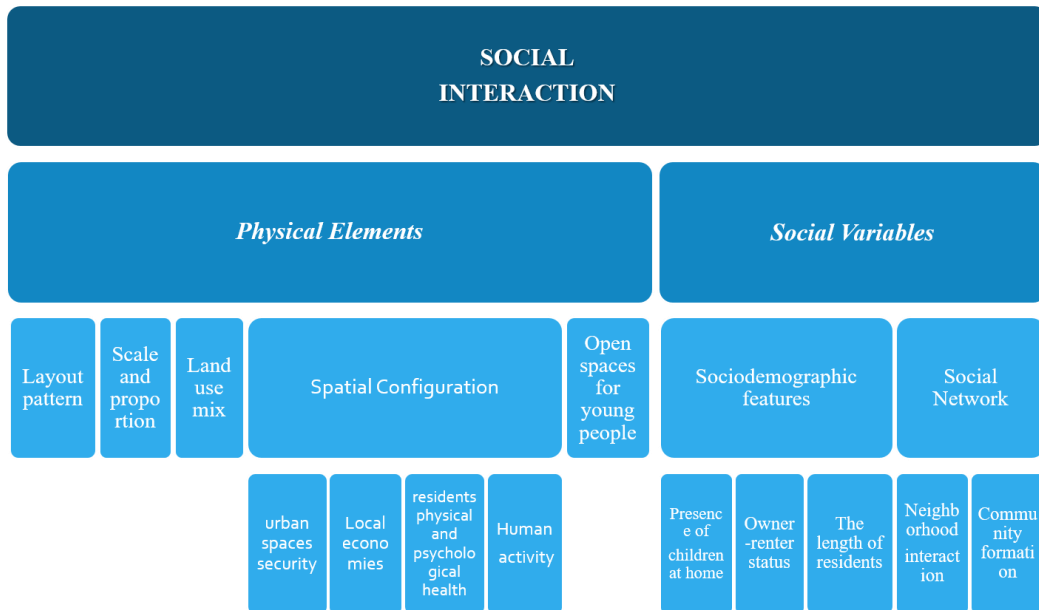 SOCIAL
INTERACTION
Physical Elements
Social Variables
Layout
pattern
Scale
and
propo
rtion
Land
use
mix
Spatial Configuration
Open
spaces
for
young
people
Sociodemographic
features
Social
Network
urban
spaces
security
Local
econo
mies
residents
physical
and
psycholo
gical
health
Human
activity
Presenc
e of
children
at home
Owner
-renter
status
The
length of
residents
Neighb
orhood
interact
ion
Commu
nity
formati
on